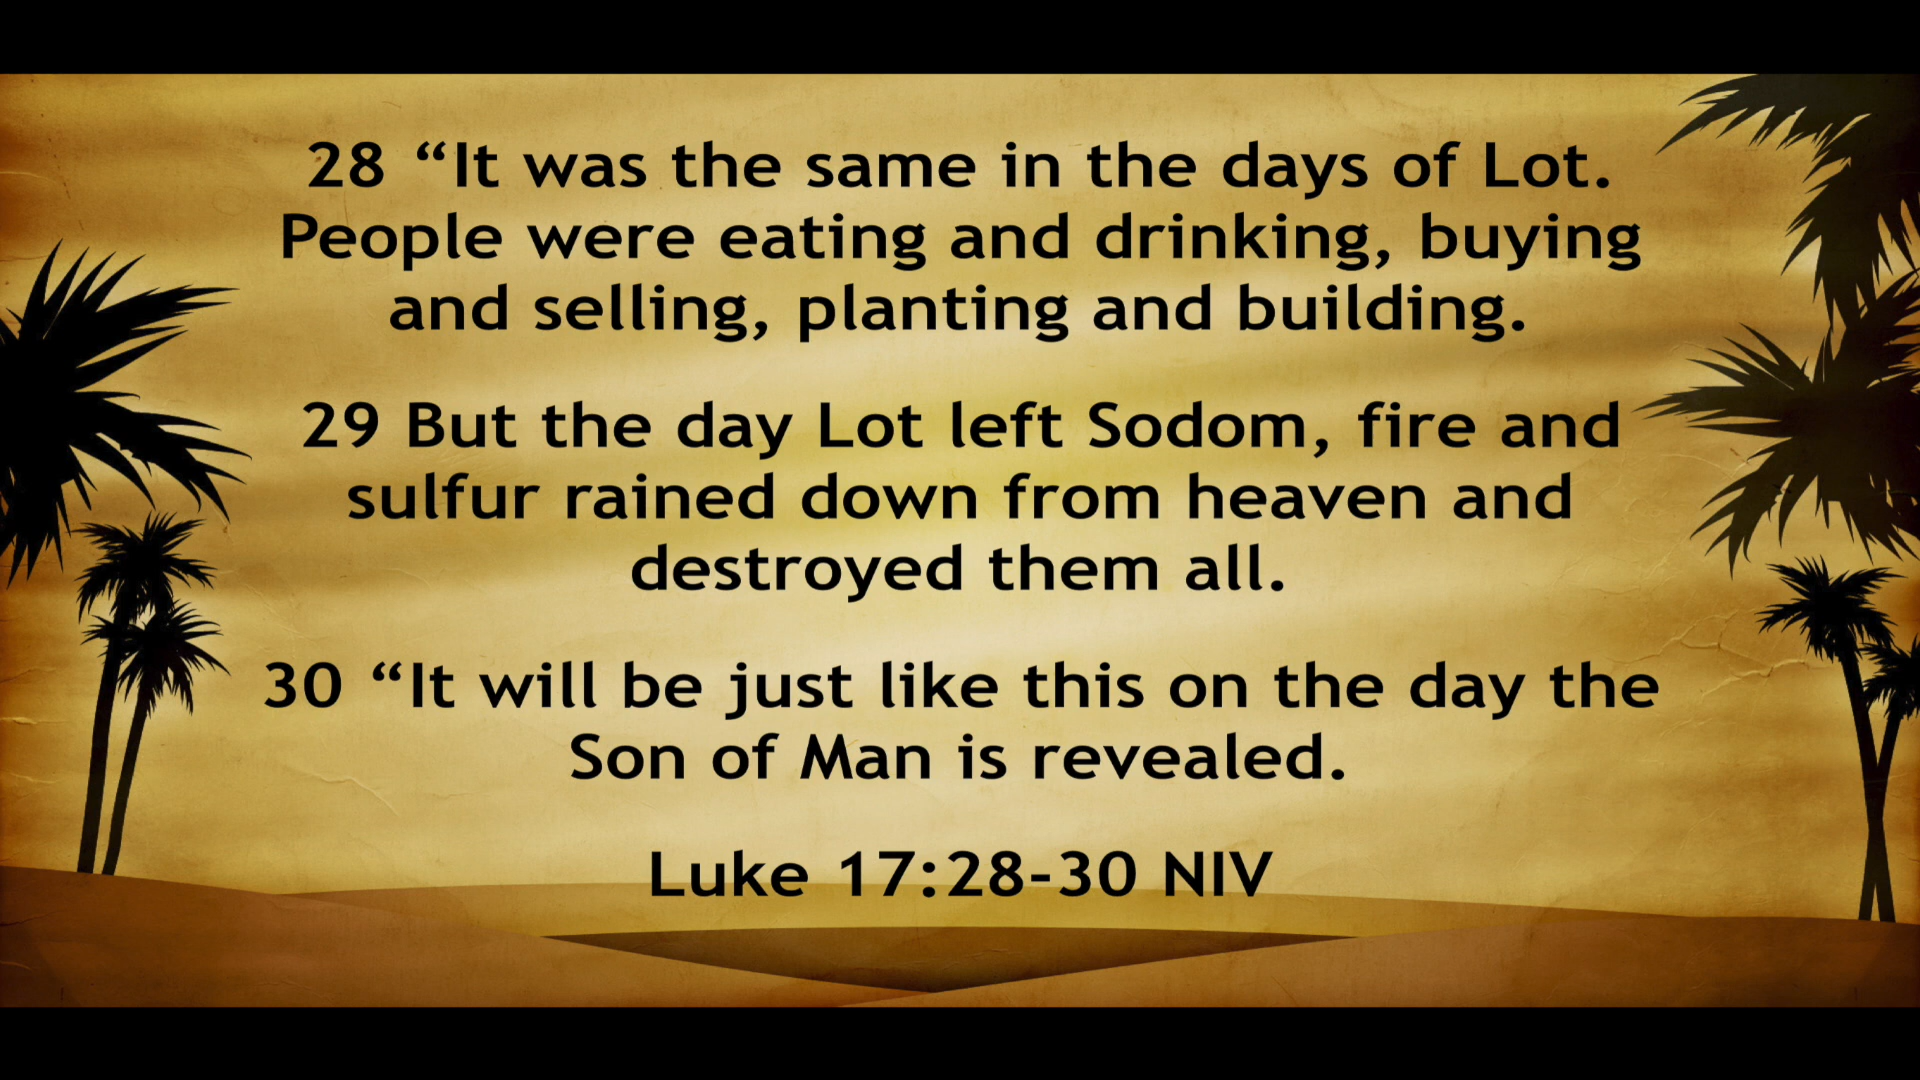 28 “It was the same in the days of Lot.
People were eating and drinking, buying
and selling, planting and building.
29 But the day Lot left Sodom, fire and
sulfur rained down from heaven and
destroyed them all.
30 “It will be just like this on the day the
Son of Man is revealed.
Luke 17:28-30 NIV